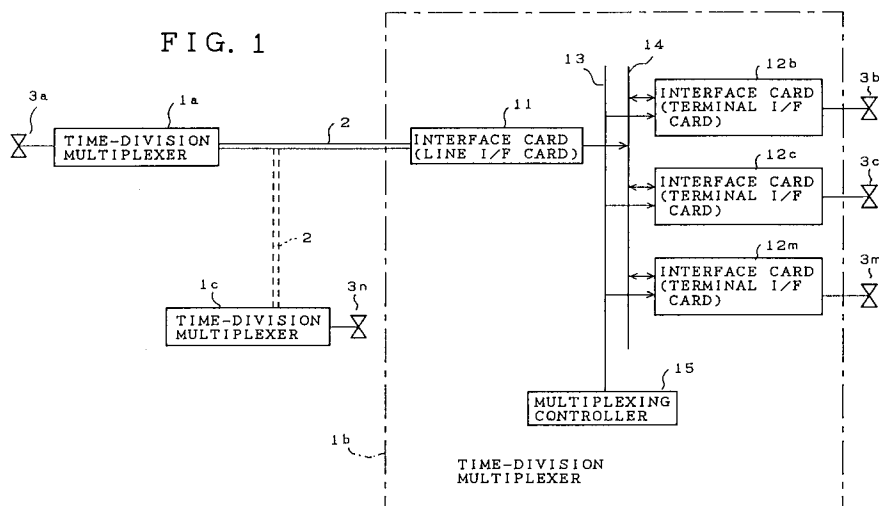 FIG. 1
3a
1a
TIME-DIVISION
MULTIPLEXER
2
11
INTERFACE CARD
(LINE I/F CARD)
13
14
12b
INTERFACE CARD
(TERMINAL I/F
CARD)
3b
12c
INTERFACE CARD
(TERMINAL I/F
CARD)
3c
12m
INTERFACE CARD
(TERMINAL I/F
CARD)
3m
2
1c
TIME-DIVISION
MULTIPLEXER
3n
15
MULTIPLEXING
CONTROLLER
1b
TIME-DIVISION
MULTIPLEXER